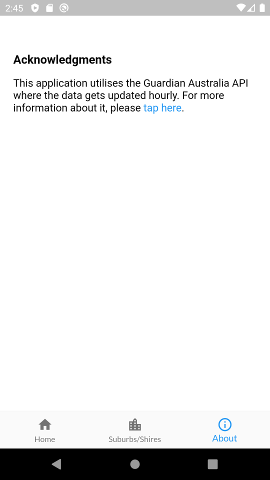 2:45
Acknowledgments
This application utilises the Guardian Australia API
where the data gets updated hourly. For more
information about it, please tap here.
Home
Suburbs/Shires
About